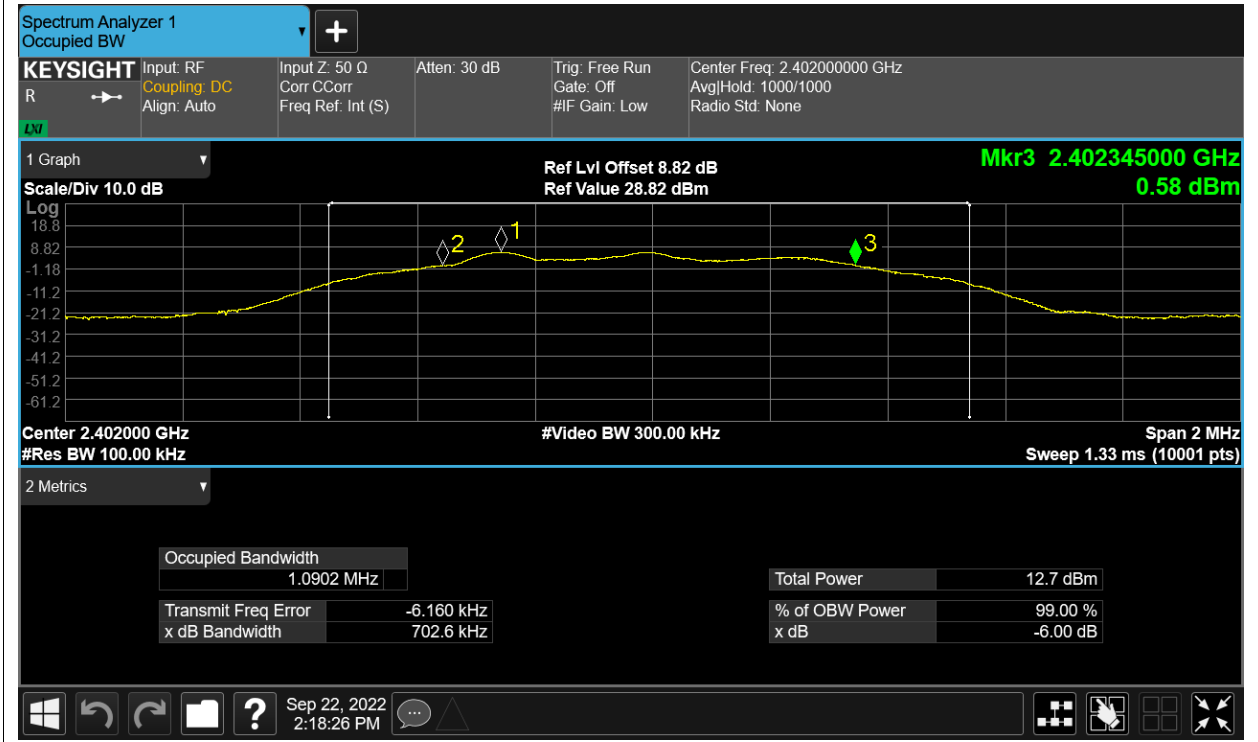 Spectrum Analyzer 1
Occupied BW
+
KEYSIGHT Input: RF Input Z: 50 Ω Atten: 30 dB Trig: Free Run Center Freq: 2.402000000 GHz
R Coupling: DC Corr CCorr Gate: Off Avg|Hold: 1000/1000
Align: Auto Freq Ref: Int (S) #IF Gain: Low Radio Std: None
LXI
1 Graph Ref Lvl Offset 8.82 dB Mkr3 2.402345000 GHz
Scale/Div 10.0 dB Ref Value 28.82 dBm 0.58 dBm
Log
18.8
8.82
-1.18
-11.2
-21.2
-31.2
-41.2
-51.2
-61.2
2 1 3
Center 2.402000 GHz #Video BW 300.00 kHz Span 2 MHz
#Res BW 100.00 kHz Sweep 1.33 ms (10001 pts)
2 Metrics
Occupied Bandwidth
1.0902 MHz Total Power 12.7 dBm
Transmit Freq Error -6.160 kHz % of OBW Power 99.00 %
x dB Bandwidth 702.6 kHz x dB -6.00 dB
? Sep 22, 2022
2:18:26 PM